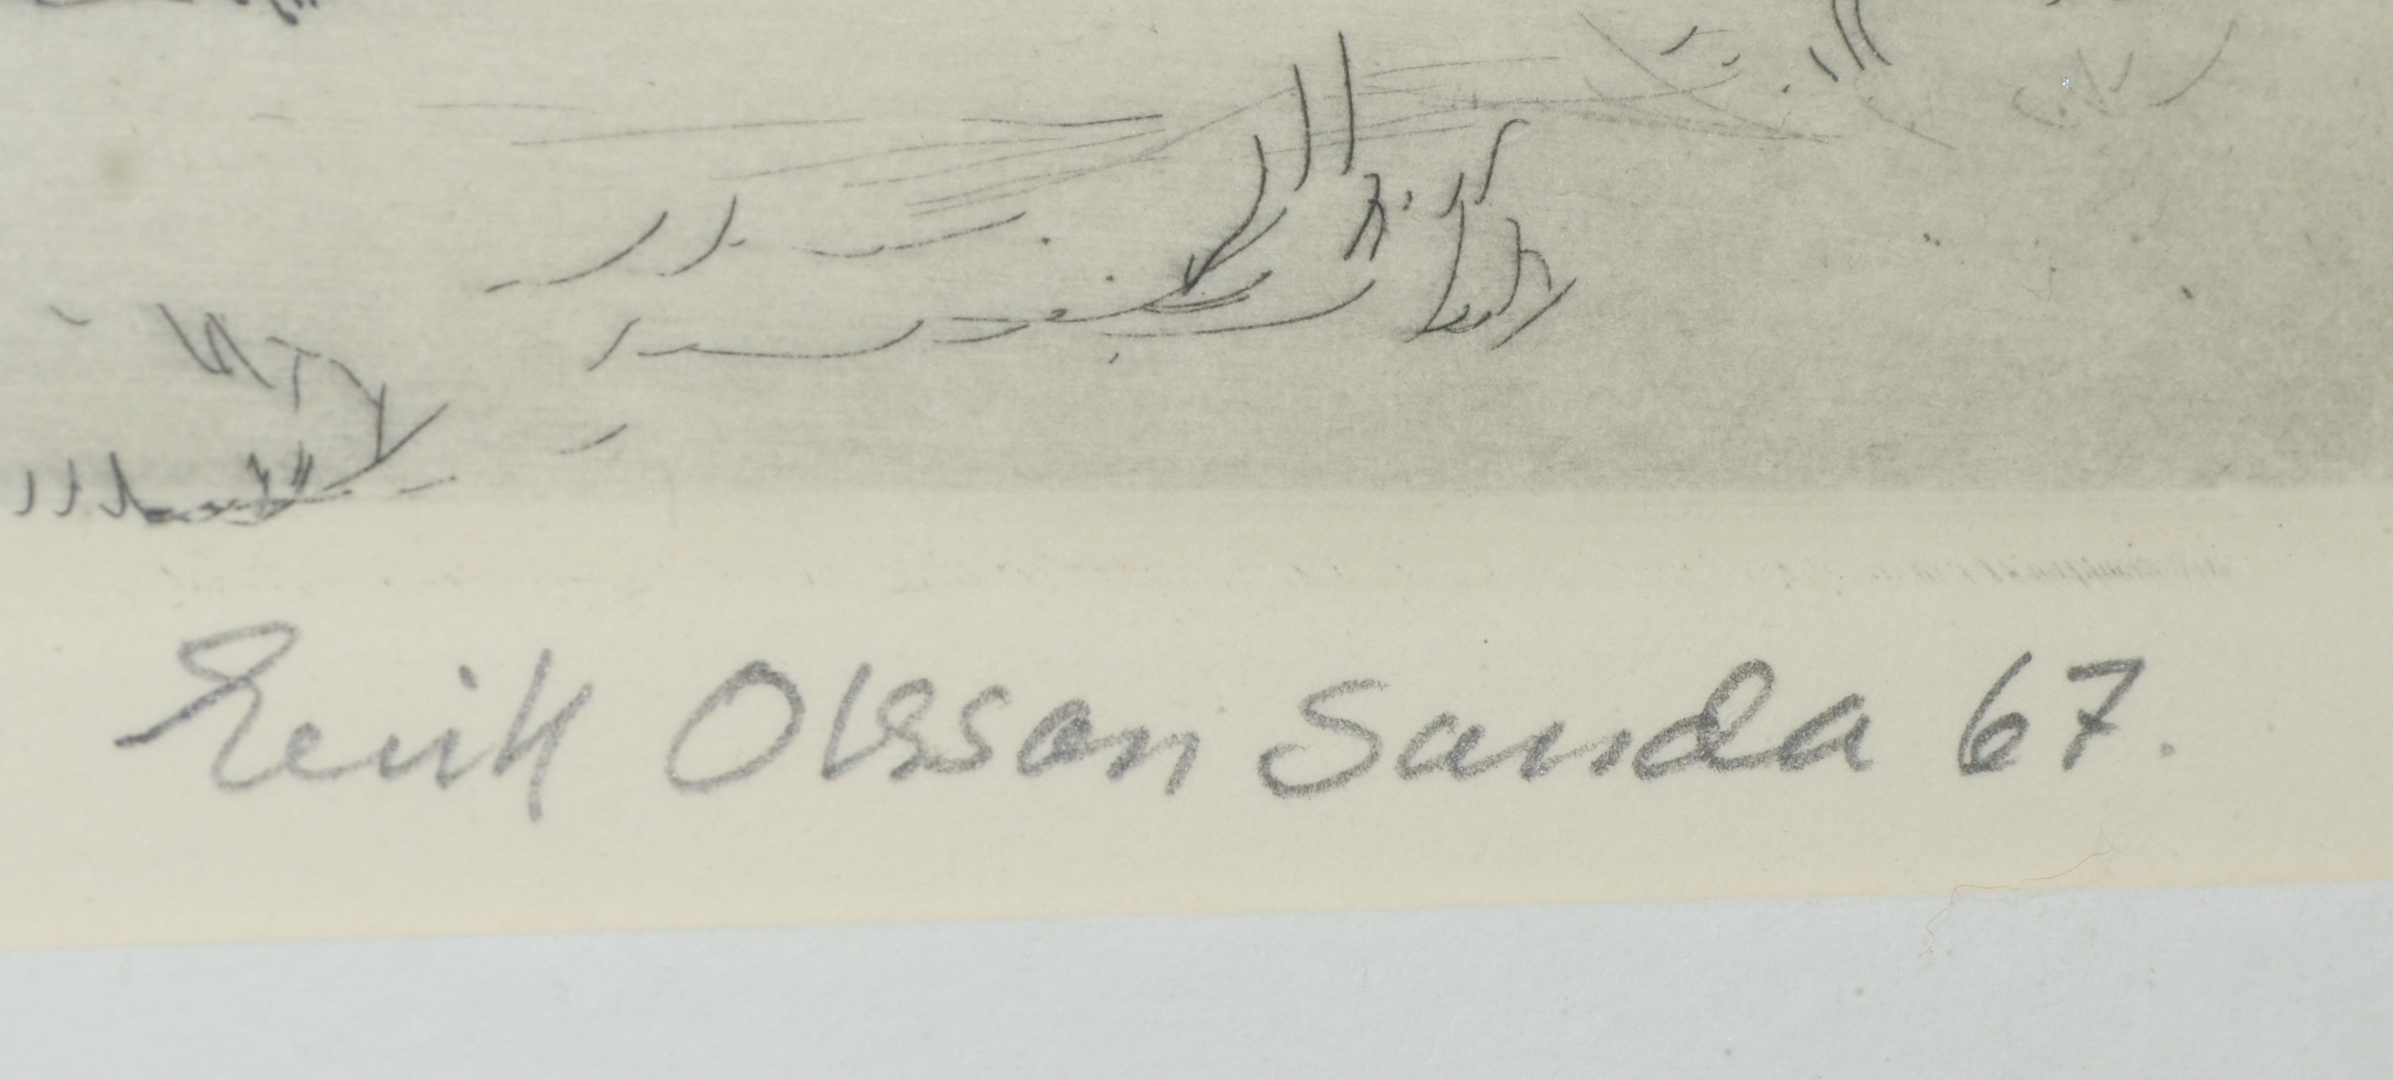 Erik Olsson Sanda 67.